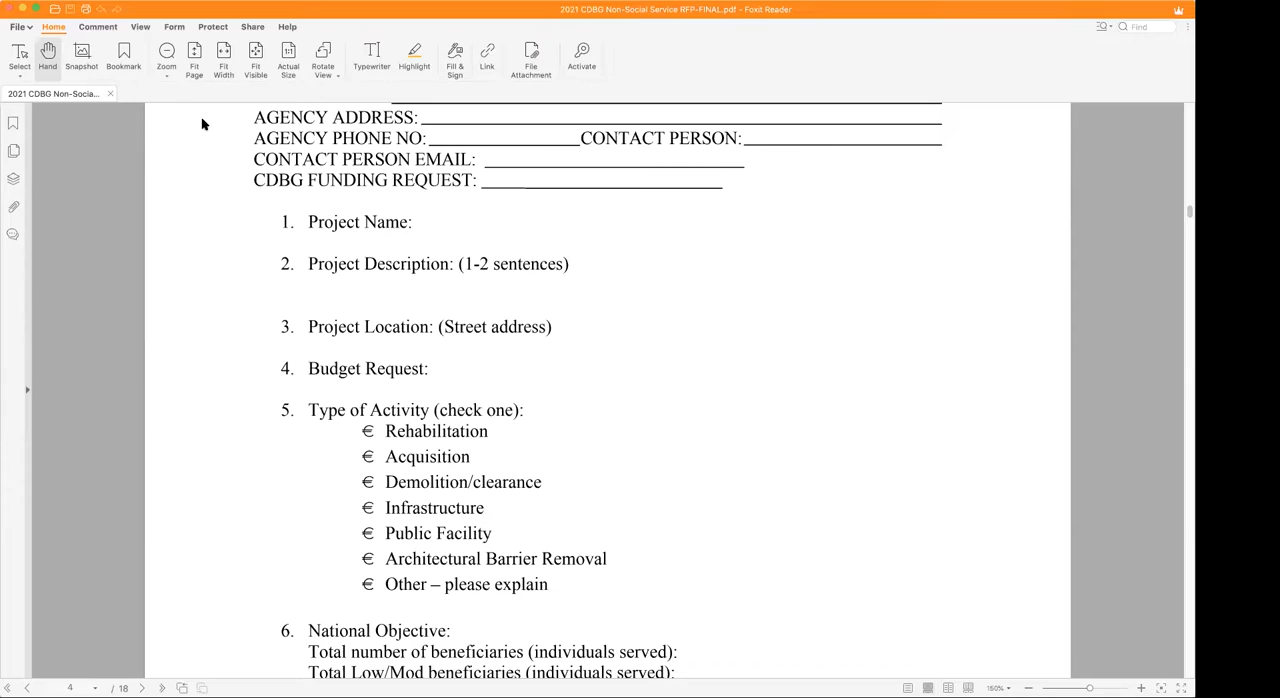 2021 CDBG Non-Social Service RFP-FINAL.pdf - Foxit Reader
File Home Comment View Form Protect Share Help
Find
Select Hand Snapshot Bookmark Zoom Fit Page Fit Width Fit Visible Actual Size Rotate View Typewriter Highlight Fill & Sign Link File Attachment Activate
2021 CDBG Non-Socia...
AGENCY ADDRESS:
AGENCY PHONE NO: CONTACT PERSON:
CONTACT PERSON EMAIL:
CDBG FUNDING REQUEST:
1. Project Name:
2. Project Description: (1-2 sentences)
3. Project Location: (Street address)
4. Budget Request:
5. Type of Activity (check one):
€ Rehabilitation
€ Acquisition
€ Demolition/clearance
€ Infrastructure
€ Public Facility
€ Architectural Barrier Removal
€ Other – please explain
6. National Objective:
Total number of beneficiaries (individuals served):
Total Low/Mod beneficiaries (individuals served):
4 / 18
150%